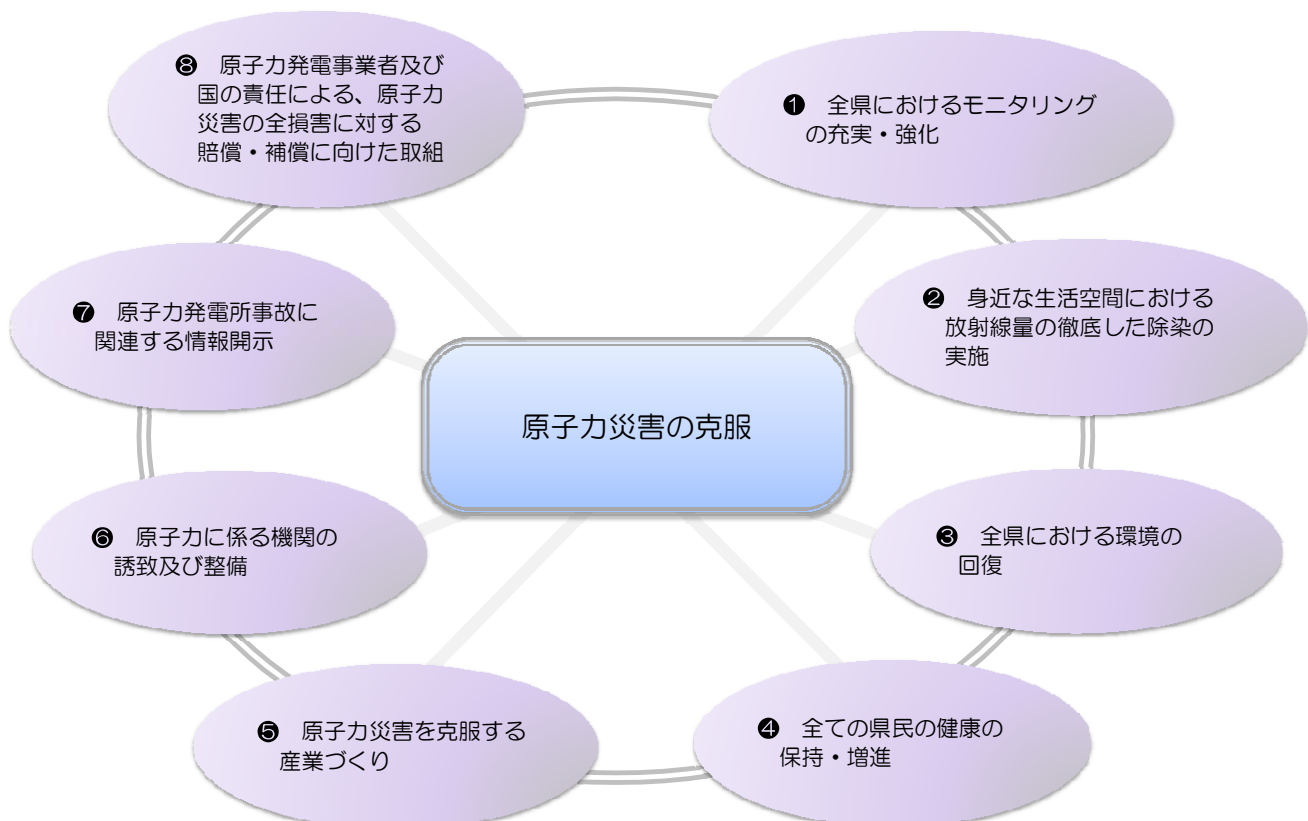 ❽ 原子力発電事業者及び
国の責任による、原子力
災害の全損害に対する
賠償・補償に向けた取組
❶ 全県におけるモニタリング
の充実・強化
❼ 原子力発電所事故に
関連する情報開示
❷ 身近な生活空間における
放射線量の徹底した除染の
実施
原子力災害の克服
❻ 原子力に係る機関の
誘致及び整備
❸ 全県における環境の
回復
❺ 原子力災害を克服する
産業づくり
❹ 全ての県民の健康の
保持・増進